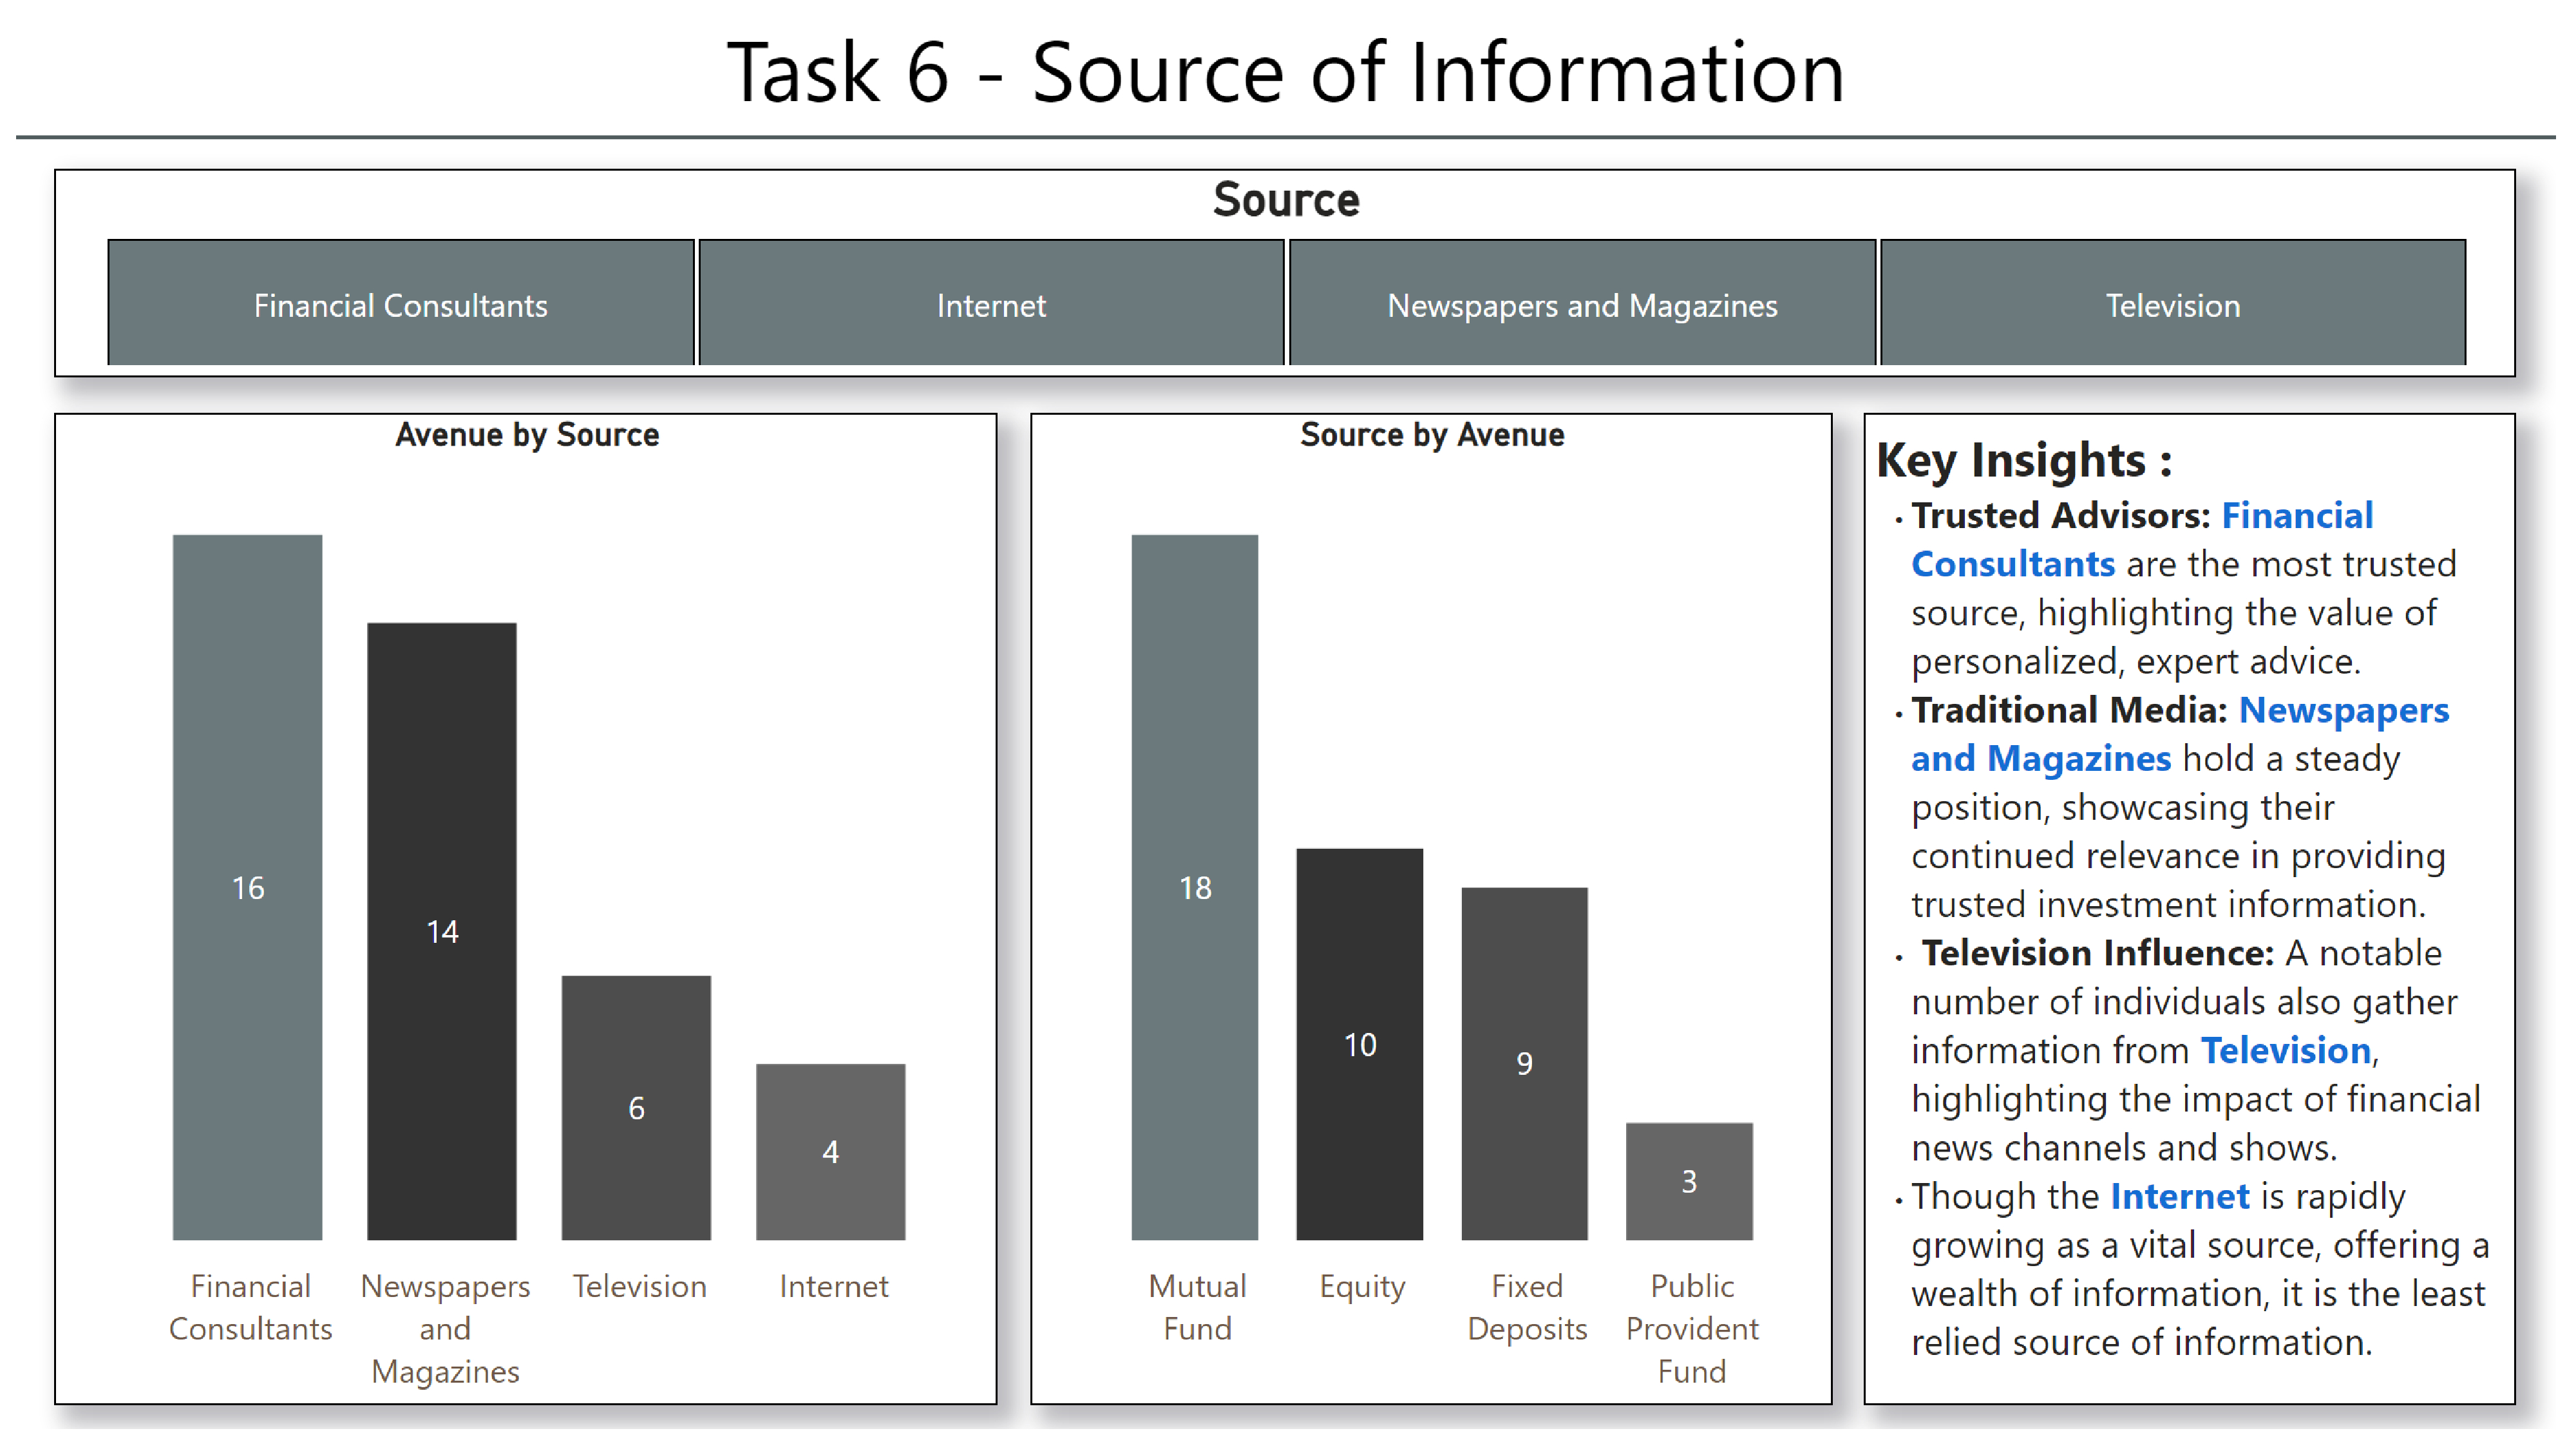 Task 6 - Source of Information
Source
Financial Consultants
Internet
Newspapers and Magazines
Television
Avenue by Source
16
14
6
4
Financial
Consultants
Newspapers
and
Magazines
Television
Internet
Source by Avenue
18
10
9
3
Mutual
Fund
Equity
Fixed
Deposits
Public
Provident
Fund
Key Insights :
• Trusted Advisors: Financial
Consultants are the most trusted
source, highlighting the value of
personalized, expert advice.
• Traditional Media: Newspapers
and Magazines hold a steady
position, showcasing their
continued relevance in providing
trusted investment information.
• Television Influence: A notable
number of individuals also gather
information from Television,
highlighting the impact of financial
news channels and shows.
• Though the Internet is rapidly
growing as a vital source, offering a
wealth of information, it is the least
relied source of information.